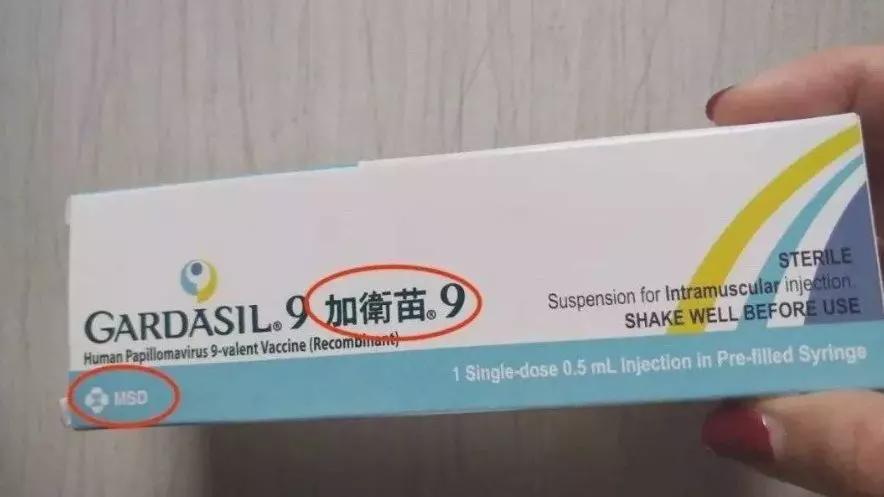 GARDASIL® 9 加衛苗® 9
Human Papillomavirus 9-valent Vaccine (Recombinant)
MSD
STERILE
Suspension for Intramuscular injection.
SHAKE WELL BEFORE USE
1 Single-dose 0.5 mL Injection in Pre-filled Syringe